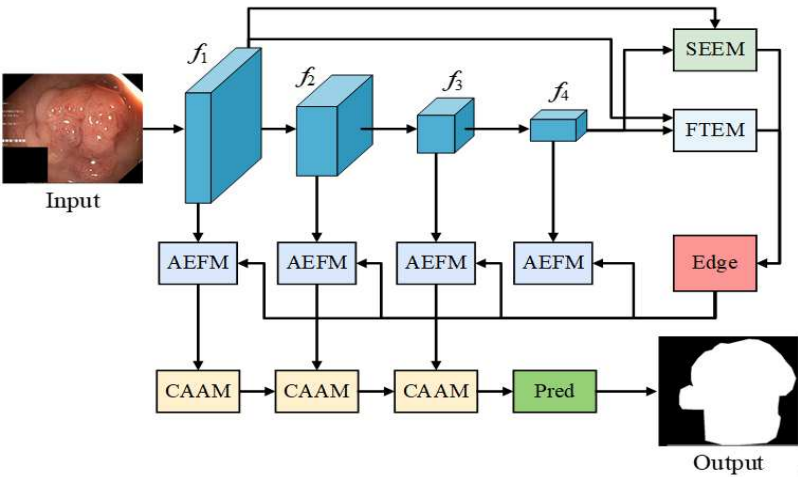 f1
f2
f3
f4
SEEM
FTEM
Input
AEFM
AEFM
AEFM
AEFM
Edge
CAAM
CAAM
CAAM
Pred
Output